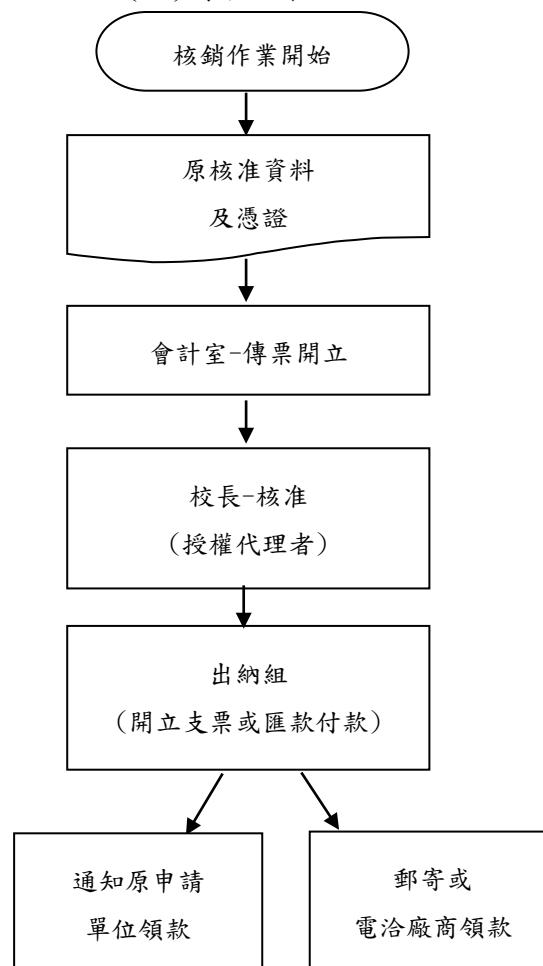 核銷作業開始
原核准資料
及憑證
會計室-傳票開立
校長-核准
(授權代理者)
出納組
(開立支票或匯款付款)
通知原申請
單位領款
郵寄或
電洽廠商領款